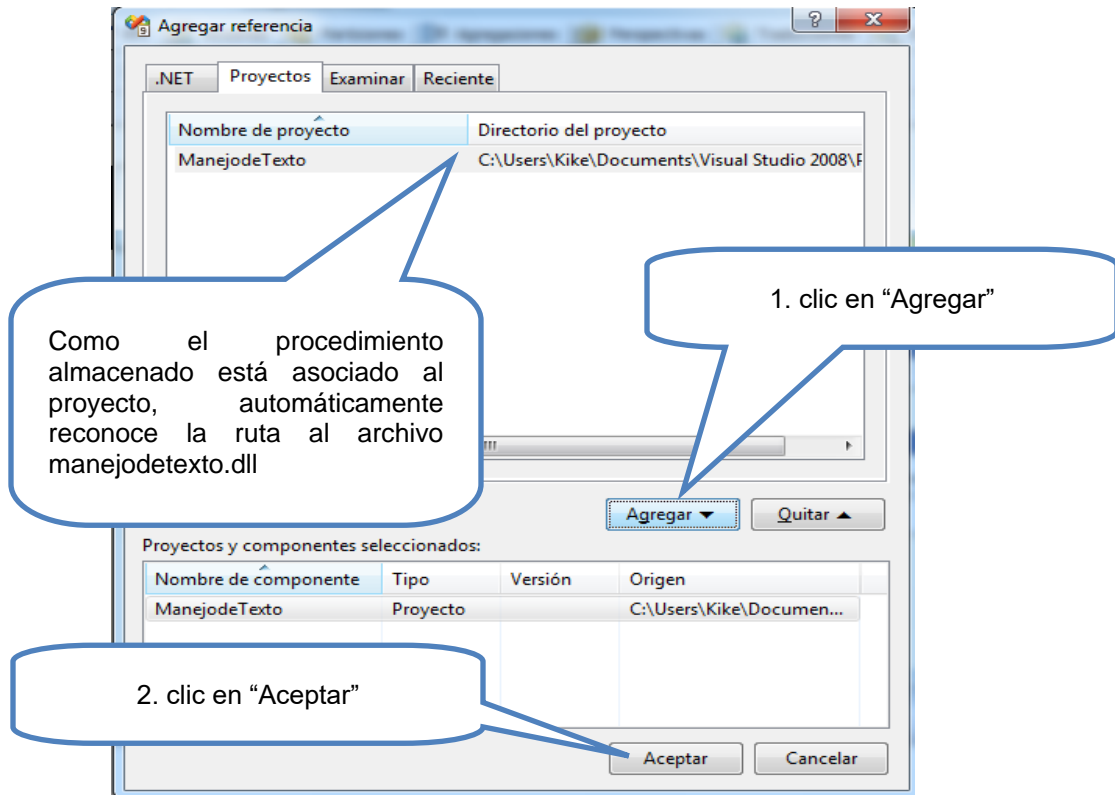 Agregar referencia
.NET
Proyectos
Examinar
Reciente
Nombre de proyecto
Directorio del proyecto
ManejodeTexto
C:\Users\Kike\Documents\Visual Studio 2008\
1. clic en “Agregar”
Como el procedimiento
almacenado está asociado al
proyecto, automáticamente
reconoce la ruta al archivo
manejodetexto.dll
Agregar
Quitar
Proyectos y componentes seleccionados:
Nombre de componente
Tipo
Versión
Origen
ManejodeTexto
Proyecto
C:\Users\Kike\Documen...
2. clic en “Aceptar”
Aceptar
Cancelar